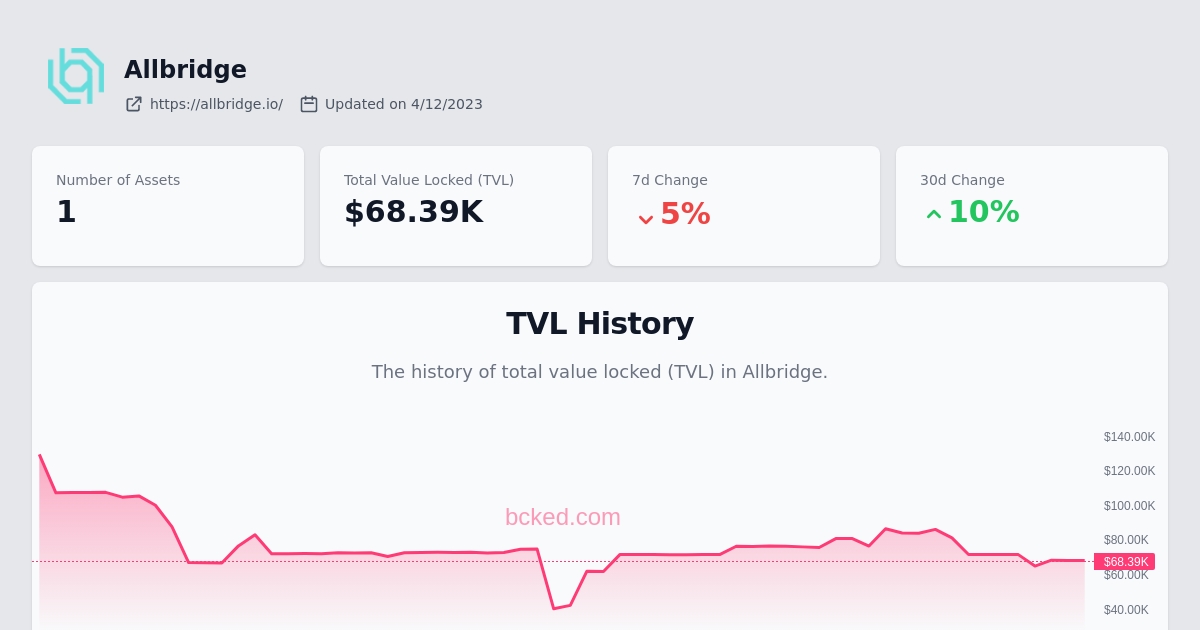 Allbridge
https://allbridge.io/ Updated on 4/12/2023
Number of Assets
1
Total Value Locked (TVL)
$68.39K
7d Change
5%
30d Change
10%
TVL History
The history of total value locked (TVL) in Allbridge.
$140.00K
$120.00K
$100.00K
bcked.com
$80.00K
$68.39K
$60.00K
$40.00K